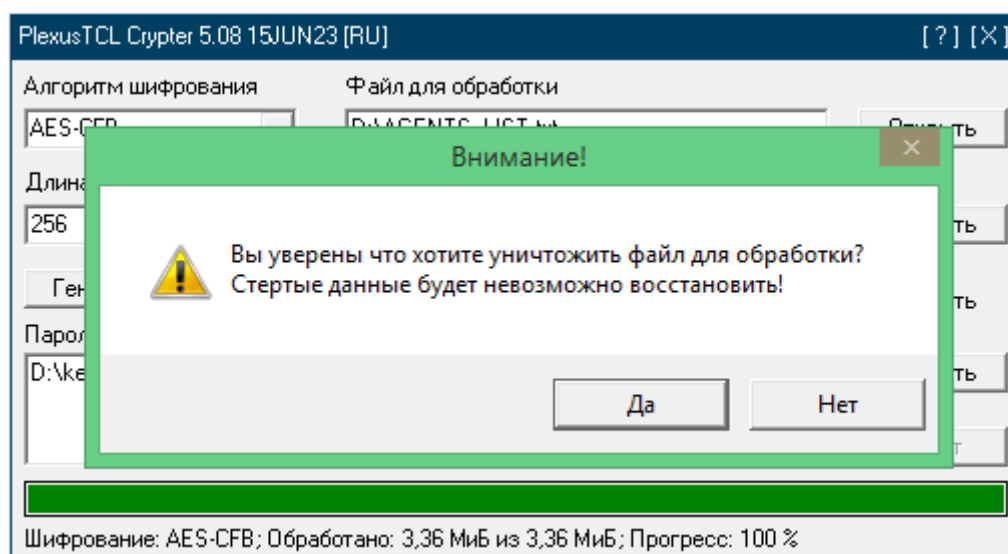 PlexusTCL Crypter 5.08 15JUN23 [RU] [ ? ] [X]
Алгоритм шифрования Файл для обработки
Внимание!
256
Вы уверены что хотите уничтожить файл для обработки?
Стертые данные будет невозможно восстановить!
D:\ke
Да Нет
Шифрование: AES-CFB; Обработано: 3,36 МиБ из 3,36 МиБ; Прогресс: 100 %